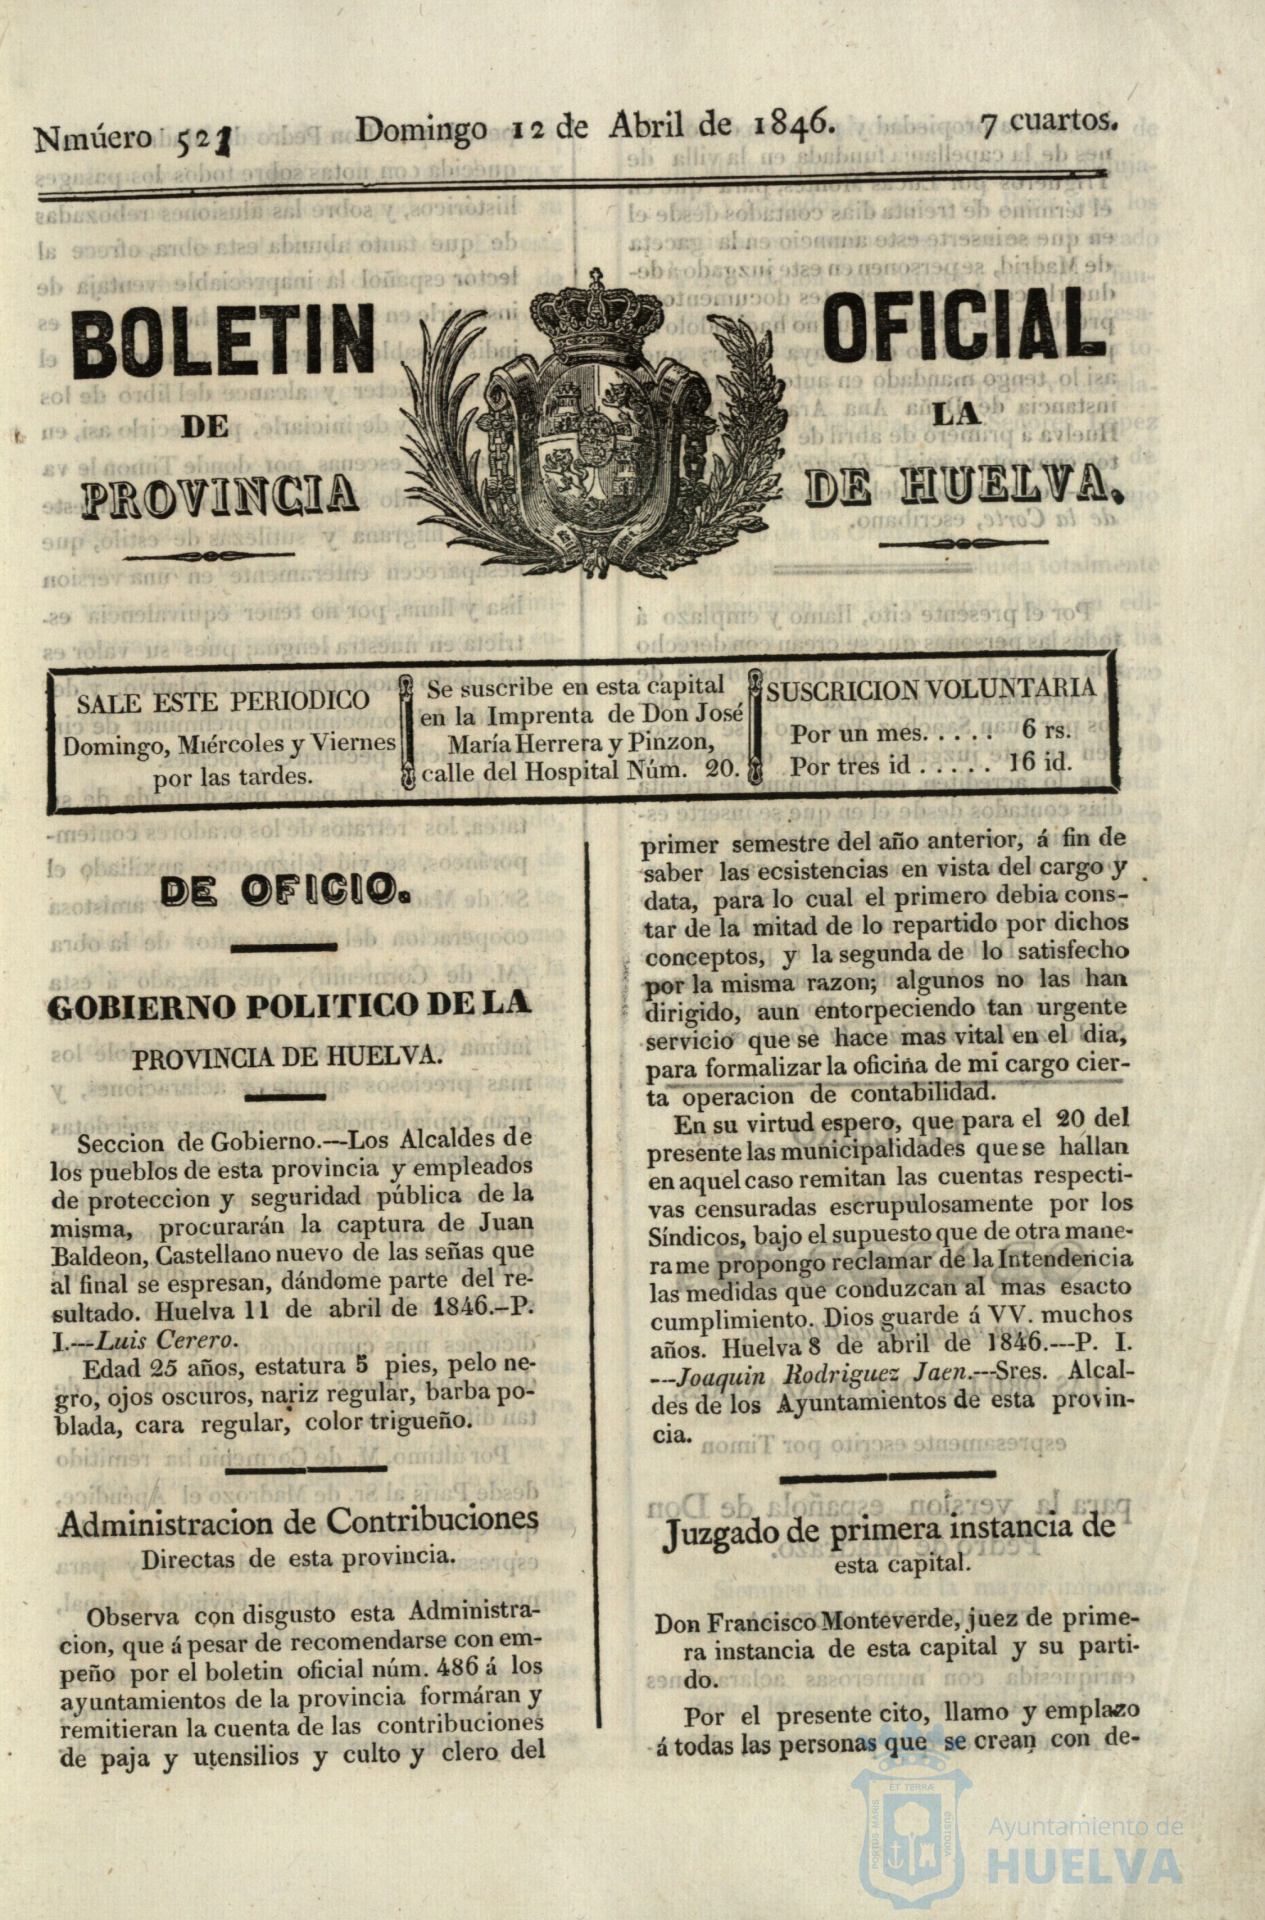 Nmúero 521
Domingo 12 de Abril de 1846.
7 cuartos.
BOLETIN OFICIAL
DE LA
PROVINCIA DE HUELVA.
SALE ESTE PERIODICO
Domingo, Miércoles y Viernes
por las tardes.
Se suscribe en esta capital
en la Imprenta de Don José
María Herrera y Pinzon,
calle del Hospital Núm. 20.
SUSCRICION VOLUNTARIA
Por un mes. . . . . 6 rs.
Por tres id . . . . . 16 id.
DE OFICIO.
GOBIERNO POLITICO DE LA
PROVINCIA DE HUELVA.
Seccion de Gobierno.---Los Alcaldes de
los pueblos de esta provincia y empleados
de proteccion y seguridad pública de la
misma, procurarán la captura de Juan
Baldeon, Castellano nuevo de las señas que
al final se espresan, dándome parte del re-
sultado. Huelva 11 de abril de 1846.--P.
I.---Luis Cerero.
Edad 25 años, estatura 5 pies, pelo ne-
gro, ojos oscuros, nariz regular, barba po-
blada, cara regular, color trigueño.
Administracion de Contribuciones
Directas de esta provincia.
Observa con disgusto esta Administra-
cion, que á pesar de recomendarse con em-
peño por el boletin oficial núm. 486 á los
ayuntamientos de la provincia formáran y
remitieran la cuenta de las contribuciones
de paja y utensilios y culto y clero del
primer semestre del año anterior, á fin de
saber las ecsistencias en vista del cargo y
data, para lo cual el primero debia cons-
tar de la mitad de lo repartido por dichos
conceptos, y la segunda de lo satisfecho
por la misma razon; algunos no las han
dirigido, aun entorpeciendo tan urgente
servicio que se hace mas vital en el dia,
para formalizar la oficina de mi cargo cier-
ta operacion de contabilidad.
En su virtud espero, que para el 20 del
presente las municipalidades que se hallan
en aquel caso remitan las cuentas respecti-
vas censuradas escrupulosamente por los
Síndicos, bajo el supuesto que de otra mane-
ra me propongo reclamar de la Intendencia
las medidas que conduzcan al mas esacto
cumplimiento. Dios guarde á VV. muchos
años. Huelva 8 de abril de 1846.---P. I.
---Joaquin Rodriguez Jaen.---Sres. Alcal-
des de los Ayuntamientos de esta provin-
cia.
Juzgado de primera instancia de
esta capital.
Don Francisco Monteverde, juez de prime-
ra instancia de esta capital y su parti-
do.
Por el presente cito, llamo y emplazo
á todas las personas que se crean con de-
ET TERRÆ
PORTUS MARIS
CUSTODIA
Ayuntamiento de
HUELVA